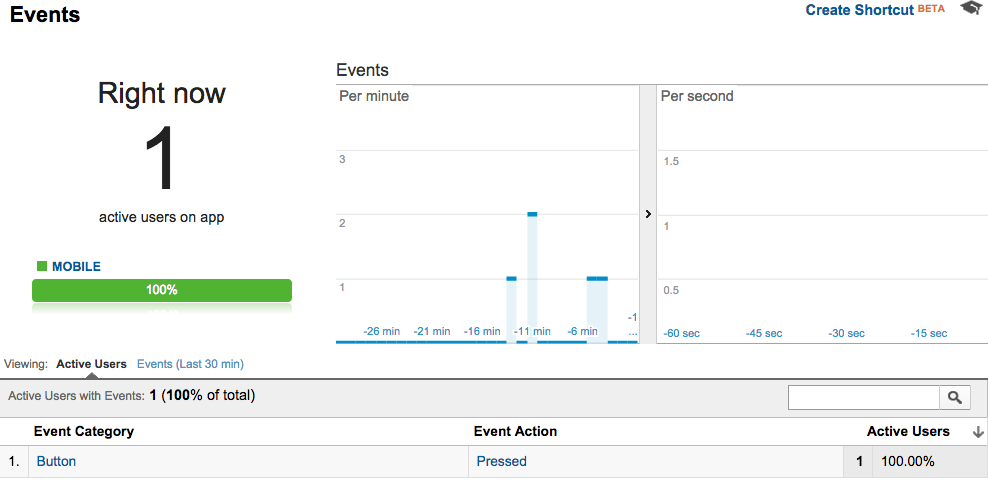 Events
Create Shortcut BETA
Right now
1
active users on app
MOBILE
100%
Events
Per minute
3
2
1
-26 min -21 min -16 min -11 min -6 min -1
...
Per second
1.5
1
0.5
-60 sec -45 sec -30 sec -15 sec
Viewing: Active Users Events (Last 30 min)
Active Users with Events: 1 (100% of total)
Event Category Event Action Active Users
1. Button Pressed 1 100.00%